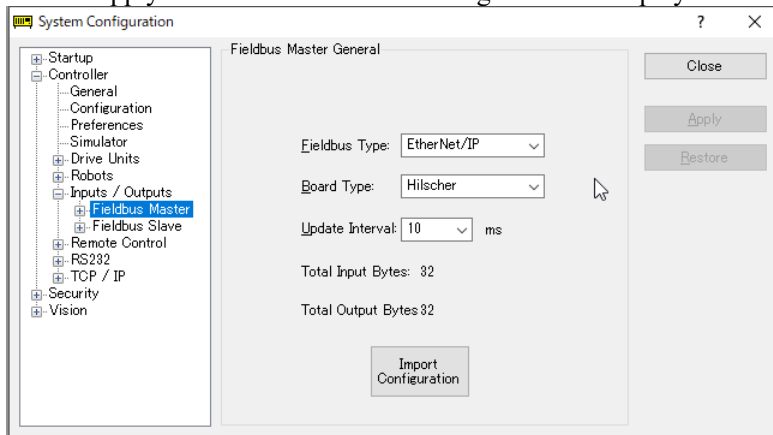 System Configuration
? ×
Startup
Controller
General
Configuration
Preferences
Simulator
Drive Units
Robots
Inputs / Outputs
Fieldbus Master
Fieldbus Slave
Remote Control
RS232
TCP / IP
Security
Vision
Fieldbus Master General
Fieldbus Type: EtherNet/IP
Board Type: Hilscher
Update Interval: 10 ms
Total Input Bytes: 32
Total Output Bytes 32
Import
Configuration
Close
Apply
Restore